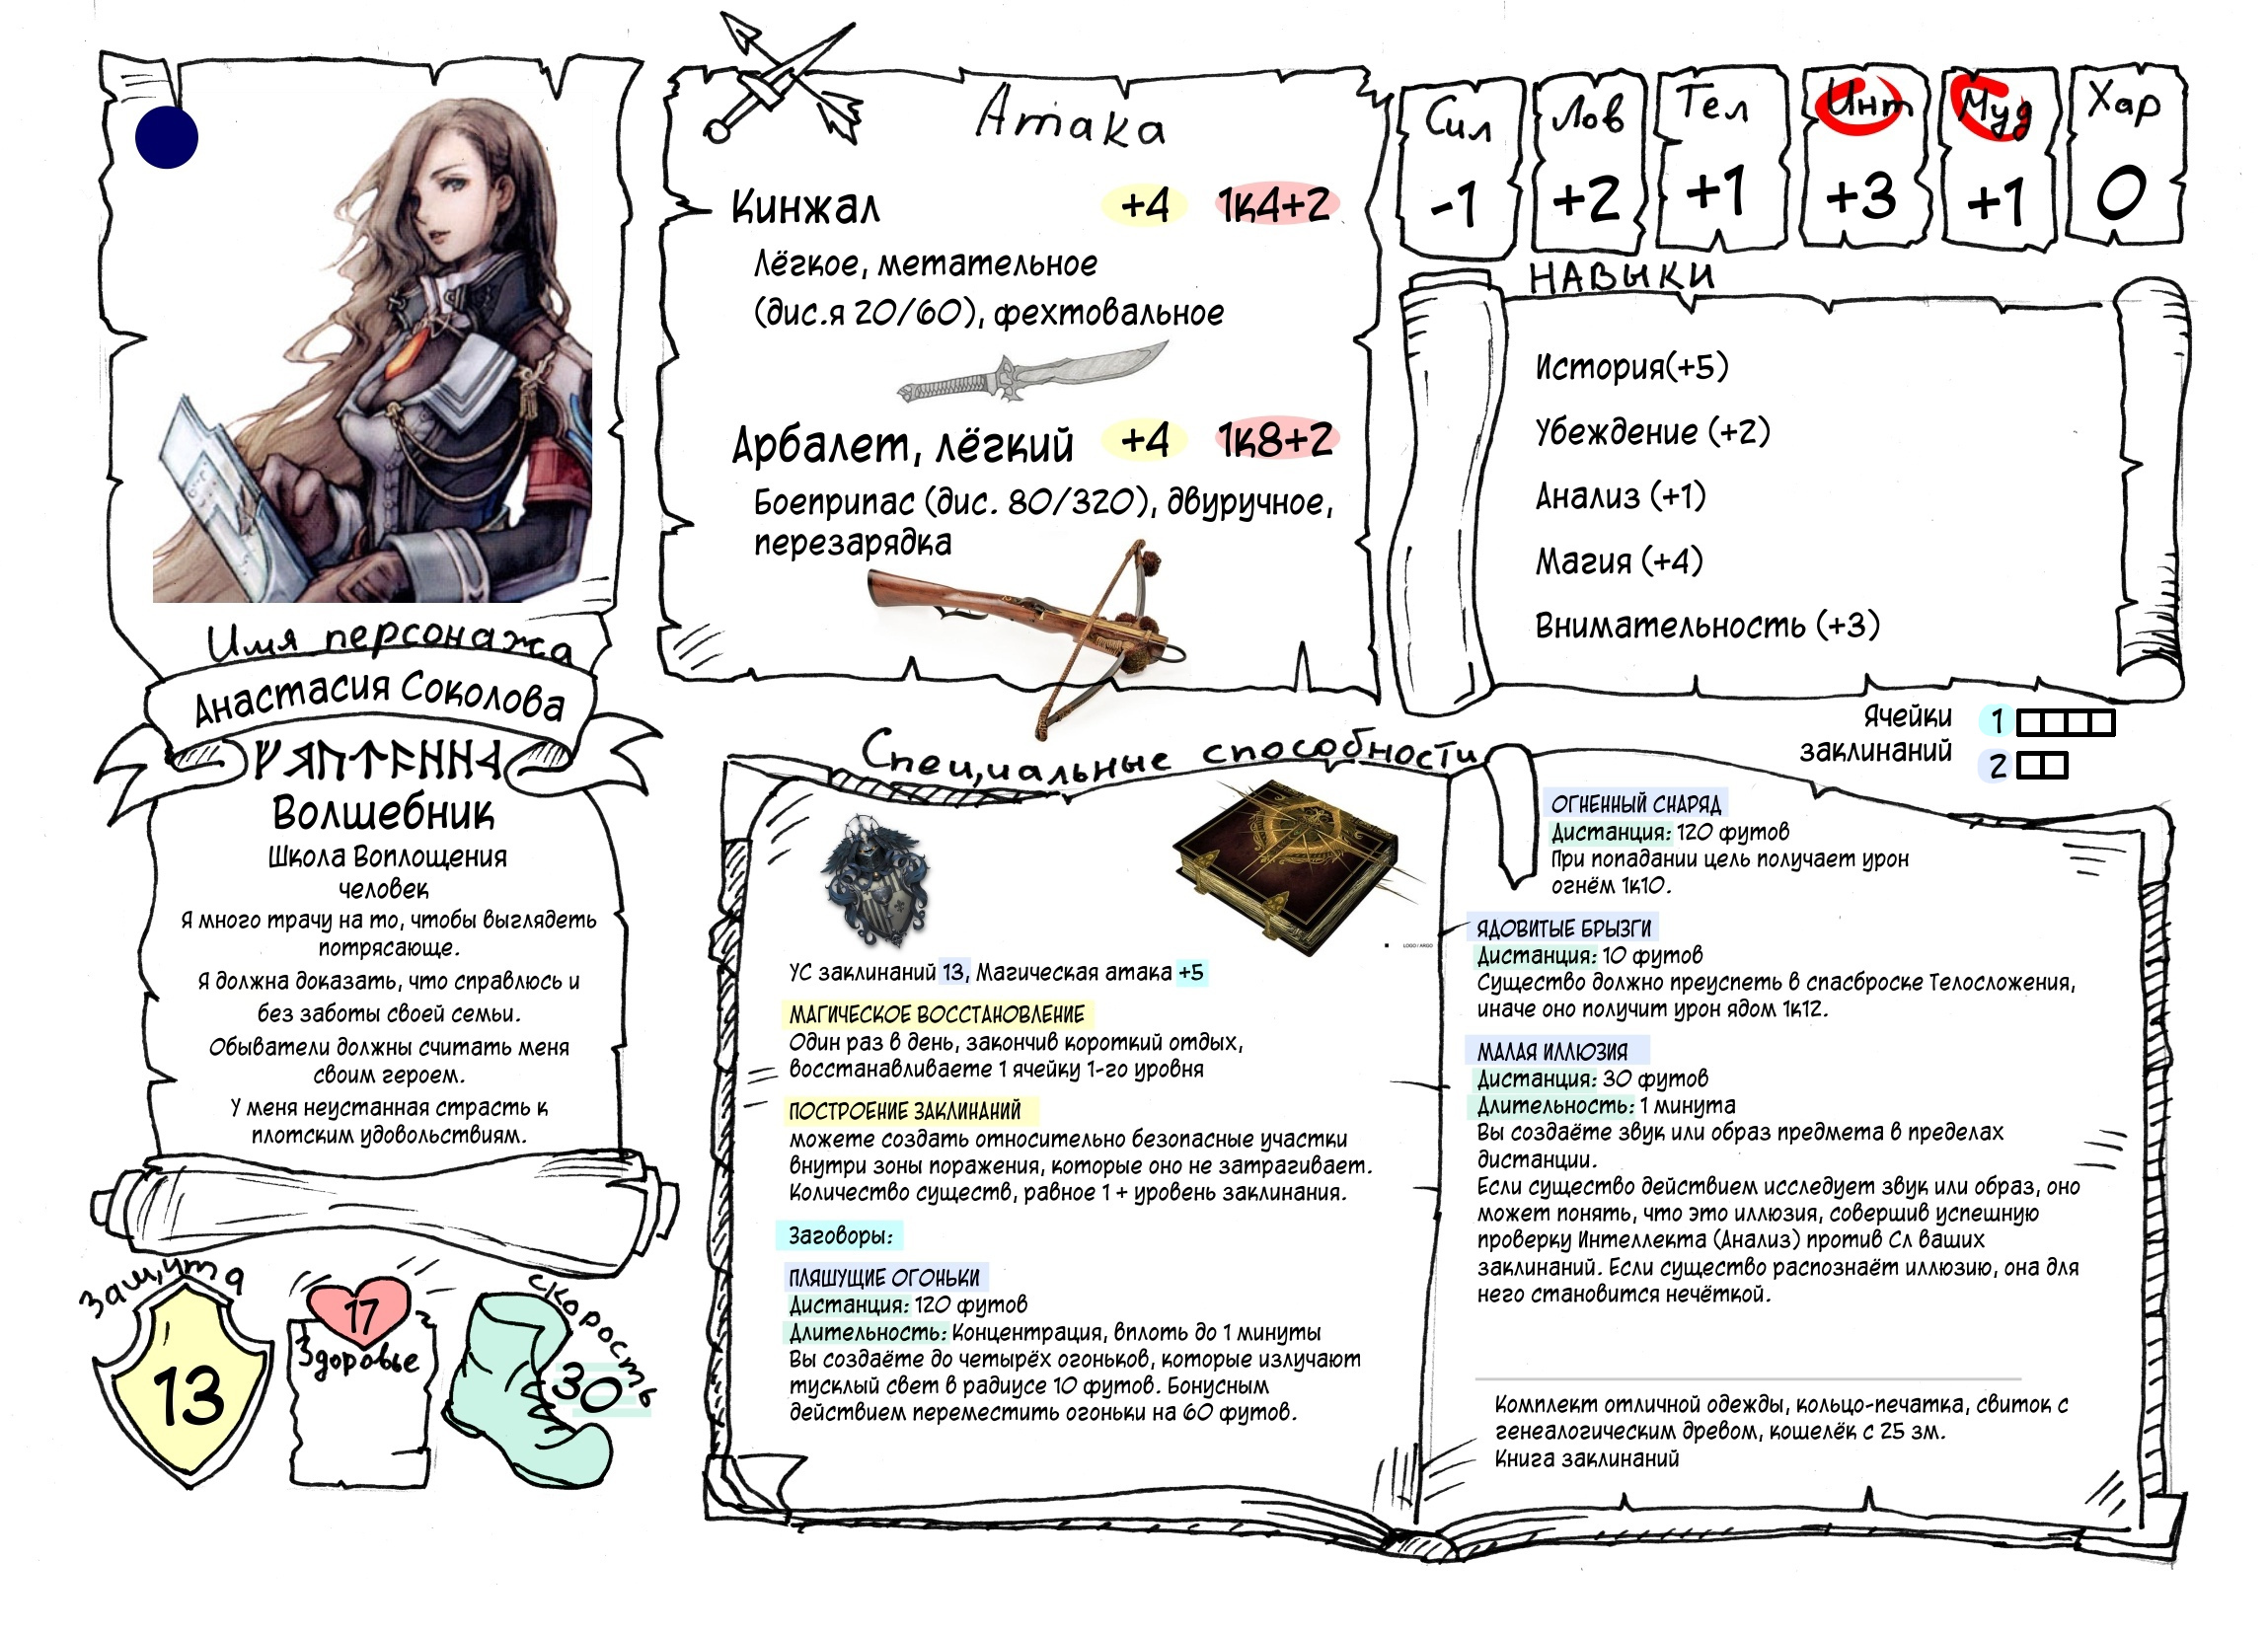 Имя персонажа
Анастасия Соколова
Волшебник
Школа Воплощения
человек
Я много трачу на то, чтобы выглядеть
потрясающе.
Я должна доказать, что справлюсь и
без заботы своей семьи.
Обыватели должны считать меня
своим героем.
У меня неустанная страсть к
плотским удовольствиям.
Защита
13
17
Здоровье
Скорость
30
Атака
Кинжал +4 1к4+2
Лёгкое, метательное
(дис.я 20/60), фехтовальное
Арбалет, лёгкий +4 1к8+2
Боеприпас (дис. 80/320), двуручное,
перезарядка
Сил Лов Тел Инт Муд Хар
-1 +2 +1 +3 +1 0
НАВЫКИ
История(+5)
Убеждение (+2)
Анализ (+1)
Магия (+4)
Внимательность (+3)
Ячейки
заклинаний
1
2
Специальные способности
LOGO / ARGO
УС заклинаний 13, Магическая атака +5
МАГИЧЕСКОЕ ВОССТАНОВЛЕНИЕ
Один раз в день, закончив короткий отдых,
восстанавливаете 1 ячейку 1-го уровня
ПОСТРОЕНИЕ ЗАКЛИНАНИЙ
можете создать относительно безопасные участки
внутри зоны поражения, которые оно не затрагивает.
Количество существ, равное 1 + уровень заклинания.
Заговоры:
ПЛЯШУЩИЕ ОГОНЬКИ
Дистанция: 120 футов
Длительность: Концентрация, вплоть до 1 минуты
Вы создаёте до четырёх огоньков, которые излучают
тусклый свет в радиусе 10 футов. Бонусным
действием переместить огоньки на 60 футов.
ОГНЕННЫЙ СНАРЯД
Дистанция: 120 футов
При попадании цель получает урон
огнём 1к10.
ЯДОВИТЫЕ БРЫЗГИ
Дистанция: 10 футов
Существо должно преуспеть в спасброске Телосложения,
иначе оно получит урон ядом 1к12.
МАЛАЯ ИЛЛЮЗИЯ
Дистанция: 30 футов
Длительность: 1 минута
Вы создаёте звук или образ предмета в пределах
дистанции.
Если существо действием исследует звук или образ, оно
может понять, что это иллюзия, совершив успешную
проверку Интеллекта (Анализ) против Сл ваших
заклинаний. Если существо распознаёт иллюзию, она для
него становится нечёткой.
Комплект отличной одежды, кольцо-печатка, свиток с
генеалогическим древом, кошелёк с 25 зм.
Книга заклинаний